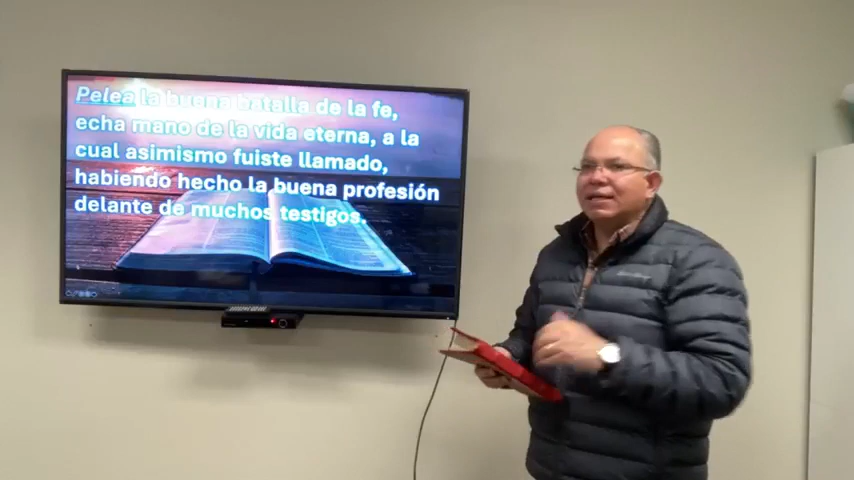 Pelea la buena batalla de la fe,
echa mano de la vida eterna, a la
cual asimismo fuiste llamado,
habiendo hecho la buena profesión
delante de muchos testigos.